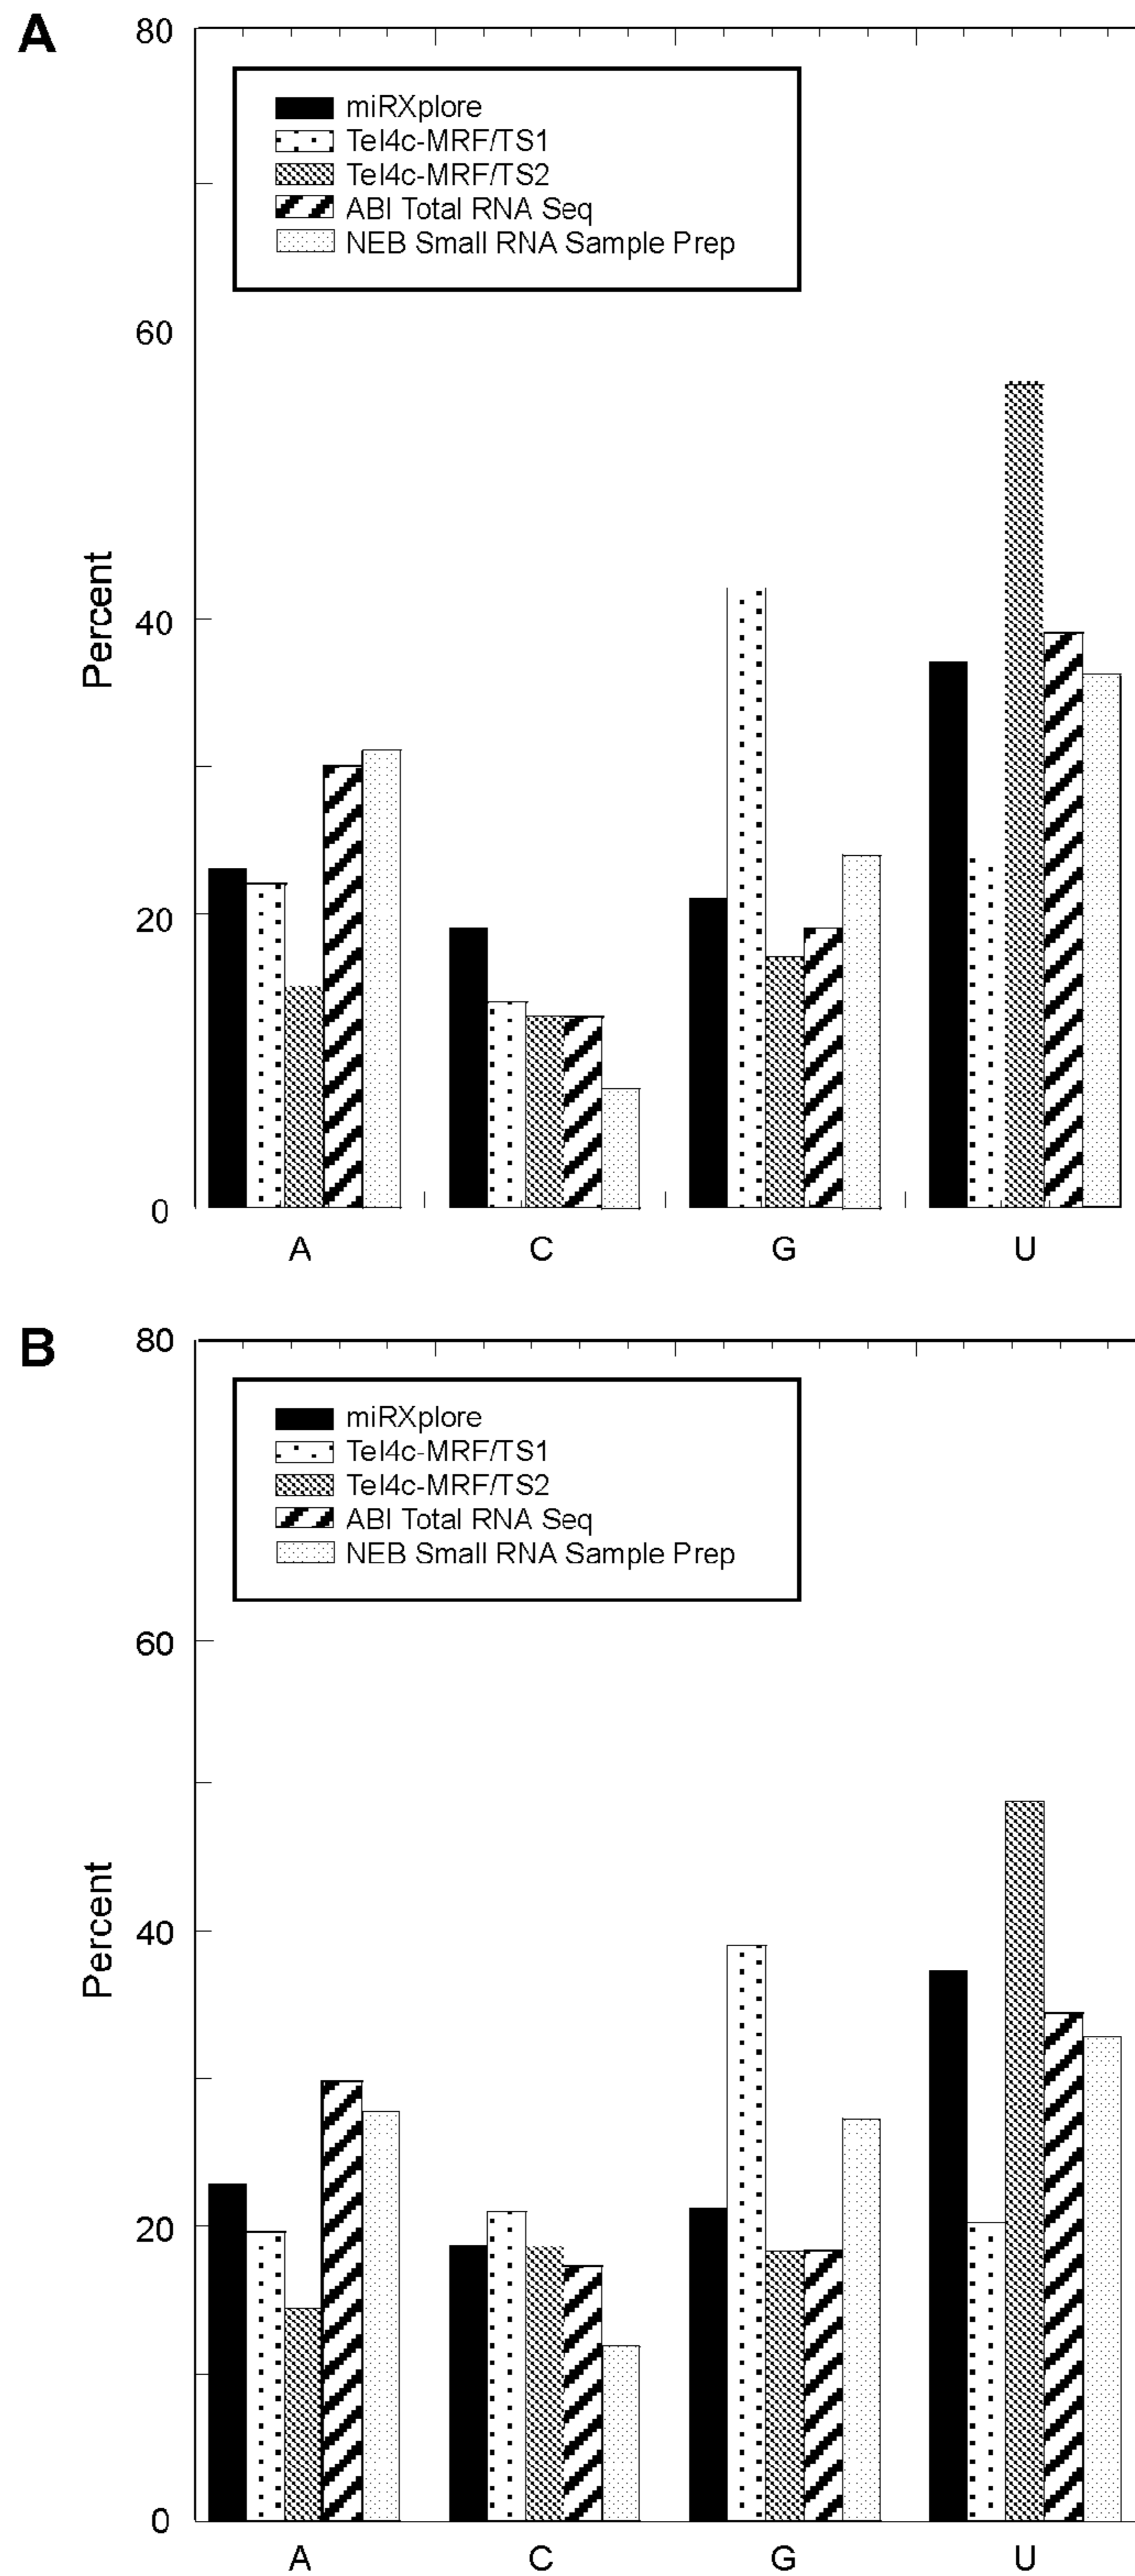 A
80
miRXplore
Tel4c-MRF/TS1
Tel4c-MRF/TS2
ABI Total RNA Seq
NEB Small RNA Sample Prep
60
Percent
40
20
0
A C G U
B
80
miRXplore
Tel4c-MRF/TS1
Tel4c-MRF/TS2
ABI Total RNA Seq
NEB Small RNA Sample Prep
60
Percent
40
20
0
A C G U